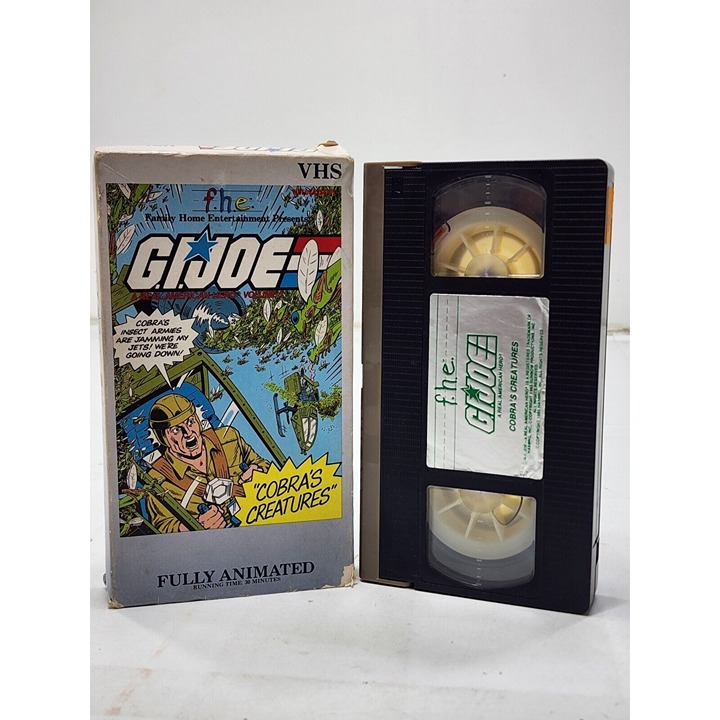 VHS
f.h.e.
Family Home Entertainment Presents
G.I. JOE
A REAL AMERICAN HERO
COBRA'S
INSECT ARMIES
ARE JAMMING MY
JETS! WE'RE
GOING DOWN!
"COBRA'S
CREATURES"
FULLY ANIMATED
RUNNING TIME: 30 MINUTES
f.h.e.
G.I. JOE
A REAL AMERICAN HERO
COBRA'S CREATURES